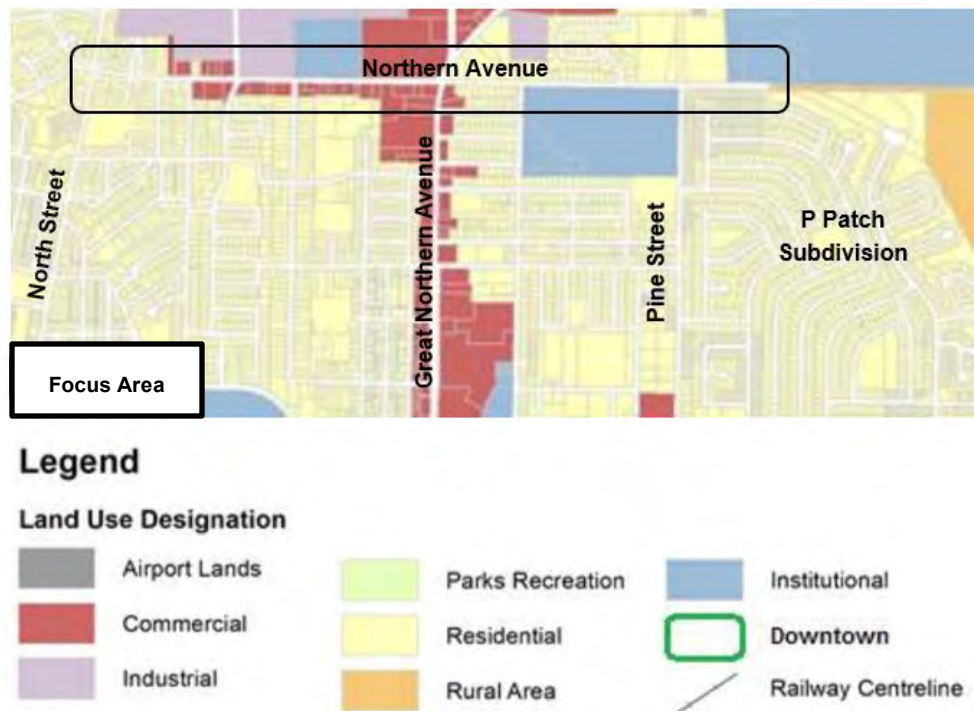 Northern Avenue
North Street
Great Northern Avenue
Pine Street
P Patch
Subdivision
Focus Area
Legend
Land Use Designation
Airport Lands
Commercial
Industrial
Parks Recreation
Residential
Rural Area
Institutional
Downtown
Railway Centreline